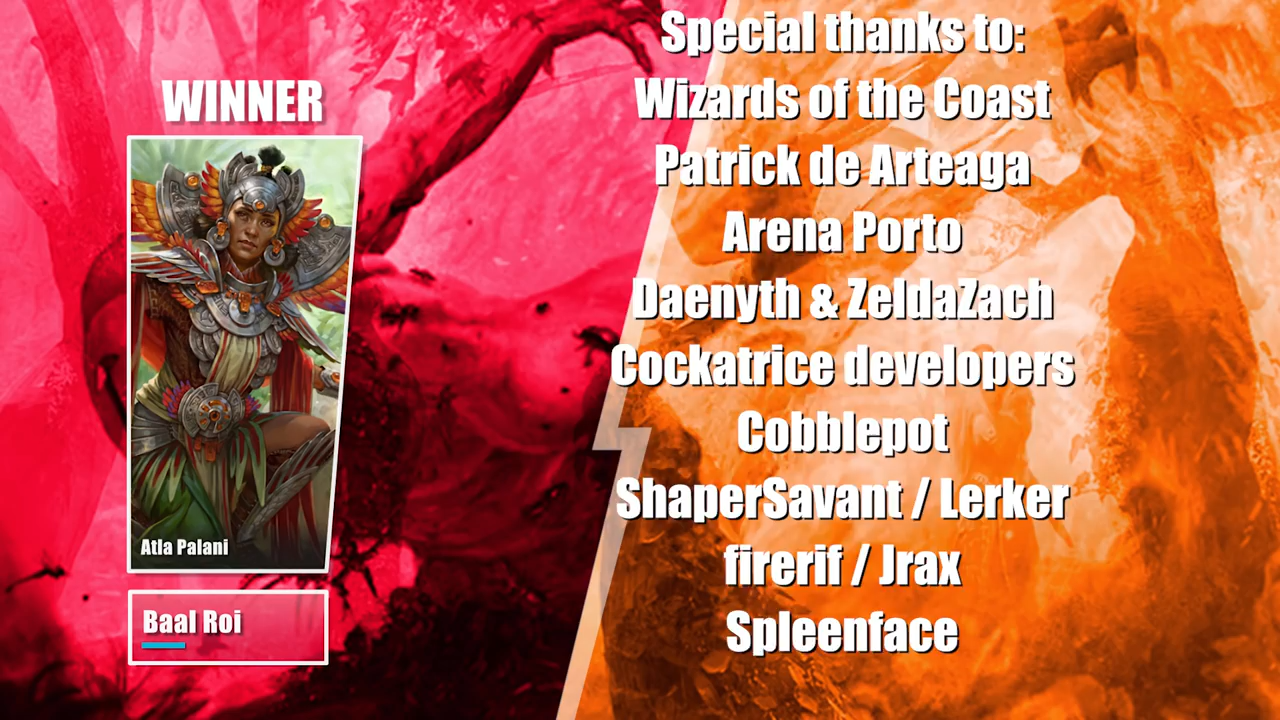 WINNER
Atla Palani
Baal Roi
Special thanks to:
Wizards of the Coast
Patrick de Arteaga
Arena Porto
Daenyth & ZeldaZach
Cockatrice developers
Cobblepot
ShaperSavant / Lerker
firerif / Jrax
Spleenface